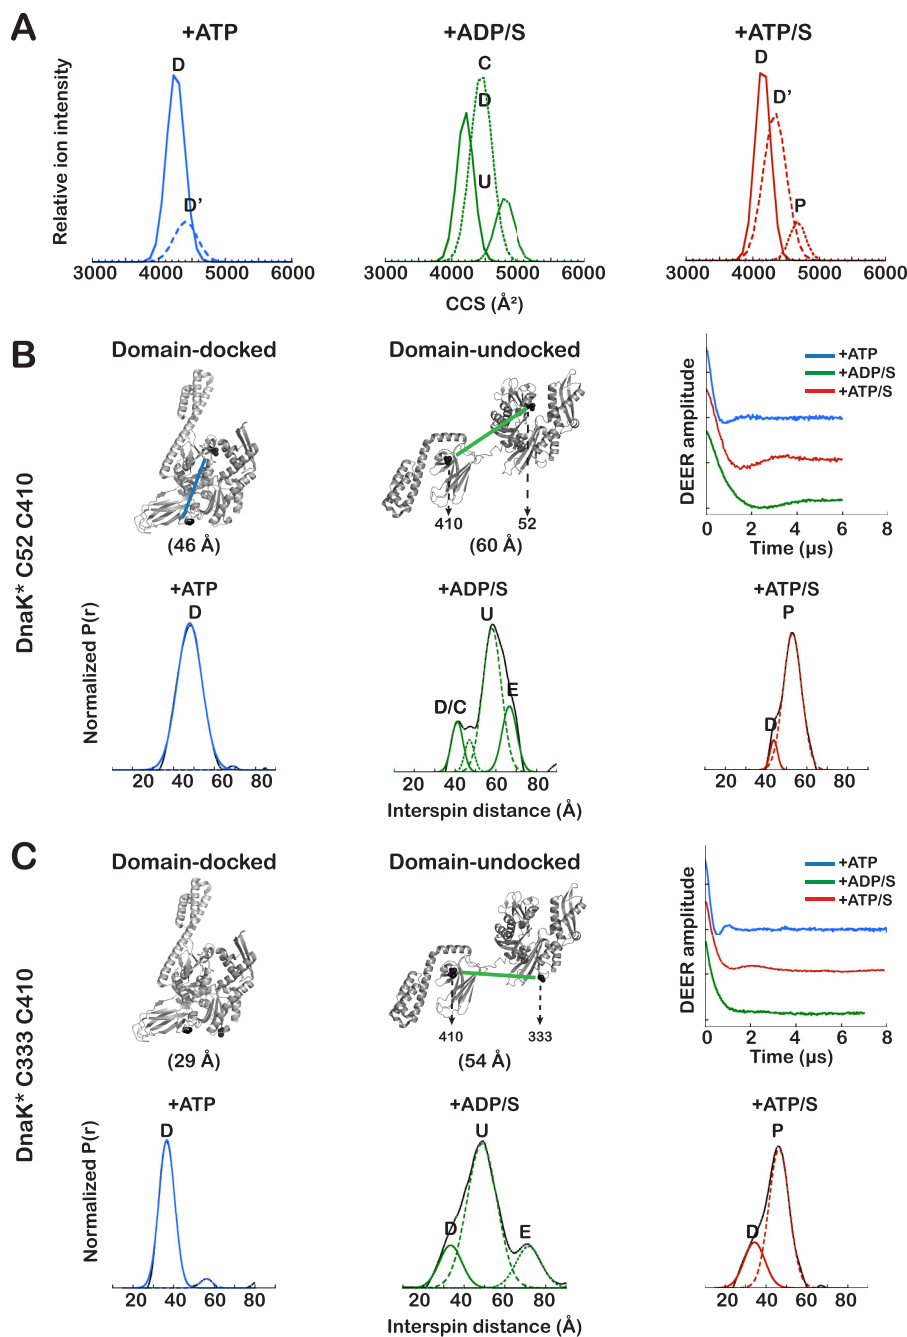 A
+ATP
+ADP/S
+ATP/S
Relative ion intensity
D
D’
C
D
U
D
D’
P
3000 4000 5000 6000
3000 4000 5000 6000
3000 4000 5000 6000
CCS (Å²)
B
DnaK* C52 C410
Domain-docked
Domain-undocked
(46 Å)
410
52
(60 Å)
DEER amplitude
+ATP
+ADP/S
+ATP/S
0 2 4 6 8
Time (µs)
Normalized P(r)
+ATP
D
20 40 60 80
+ADP/S
U
D/C
E
20 40 60 80
Interspin distance (Å)
+ATP/S
P
D
20 40 60 80
C
DnaK* C333 C410
Domain-docked
Domain-undocked
(29 Å)
410
333
(54 Å)
DEER amplitude
+ATP
+ADP/S
+ATP/S
0 2 4 6 8
Time (µs)
Normalized P(r)
+ATP
D
20 40 60 80
+ADP/S
U
D
E
20 40 60 80
Interspin distance (Å)
+ATP/S
P
D
20 40 60 80